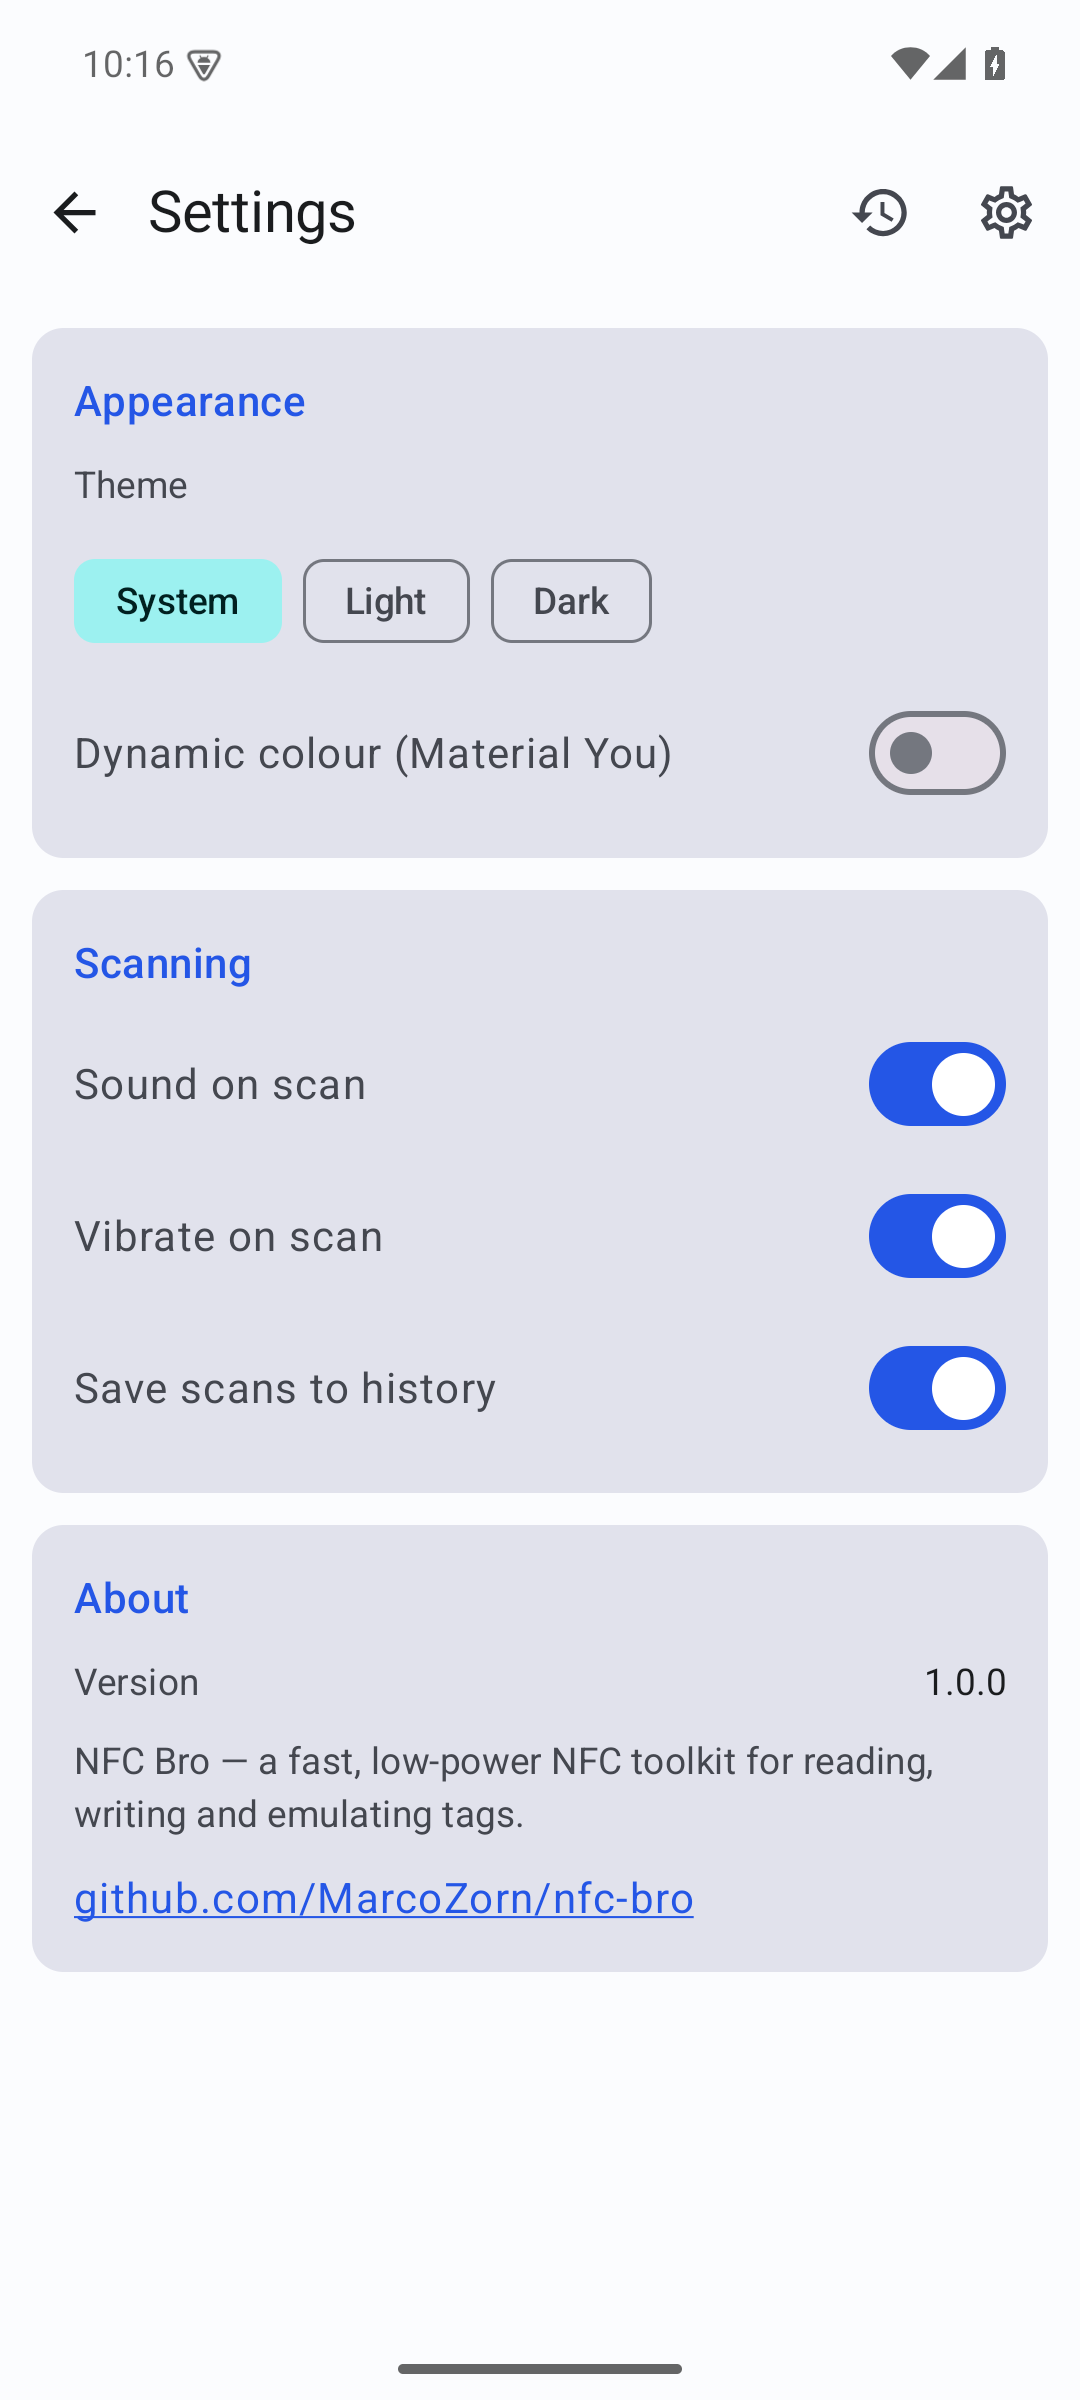 10:16
Settings
Appearance
Theme
System Light Dark
Dynamic colour (Material You)
Scanning
Sound on scan
Vibrate on scan
Save scans to history
About
Version 1.0.0
NFC Bro — a fast, low-power NFC toolkit for reading,
writing and emulating tags.
github.com/MarcoZorn/nfc-bro